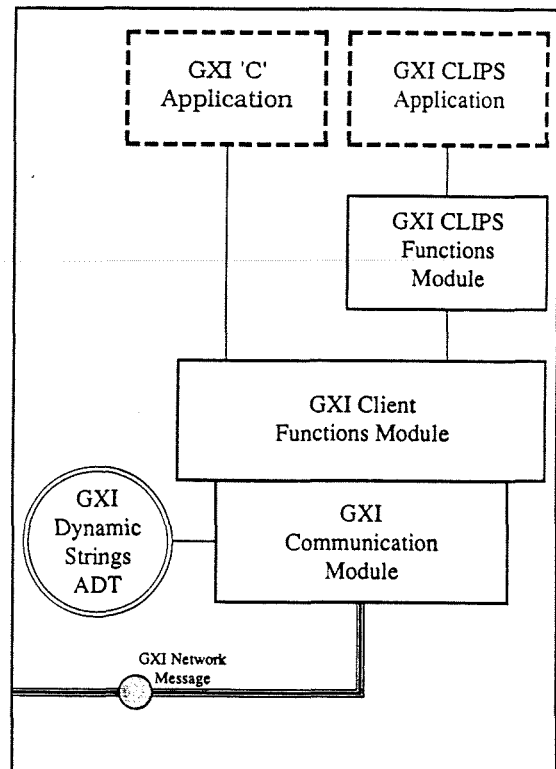 GXI 'C'
Application
GXI CLIPS
Application
GXI CLIPS
Functions
Module
GXI Client
Functions Module
GXI
Dynamic
Strings
ADT
GXI
Communication
Module
GXI Network
Message